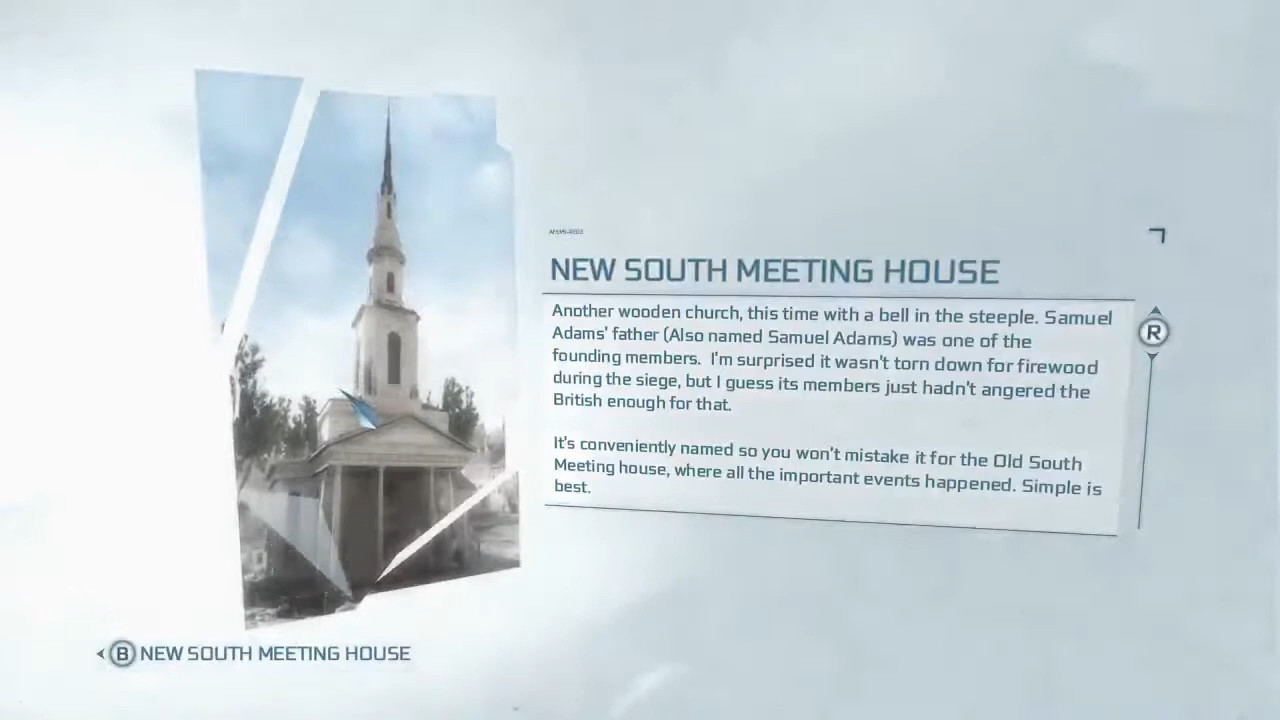 NEW SOUTH MEETING HOUSE
Another wooden church, this time with a bell in the steeple. Samuel
Adams' father (Also named Samuel Adams) was one of the
founding members. I'm surprised it wasn't torn down for firewood
during the siege, but I guess its members just hadn't angered the
British enough for that.
It's conveniently named so you won't mistake it for the Old South
Meeting house, where all the important events happened. Simple is
best.
R
B NEW SOUTH MEETING HOUSE